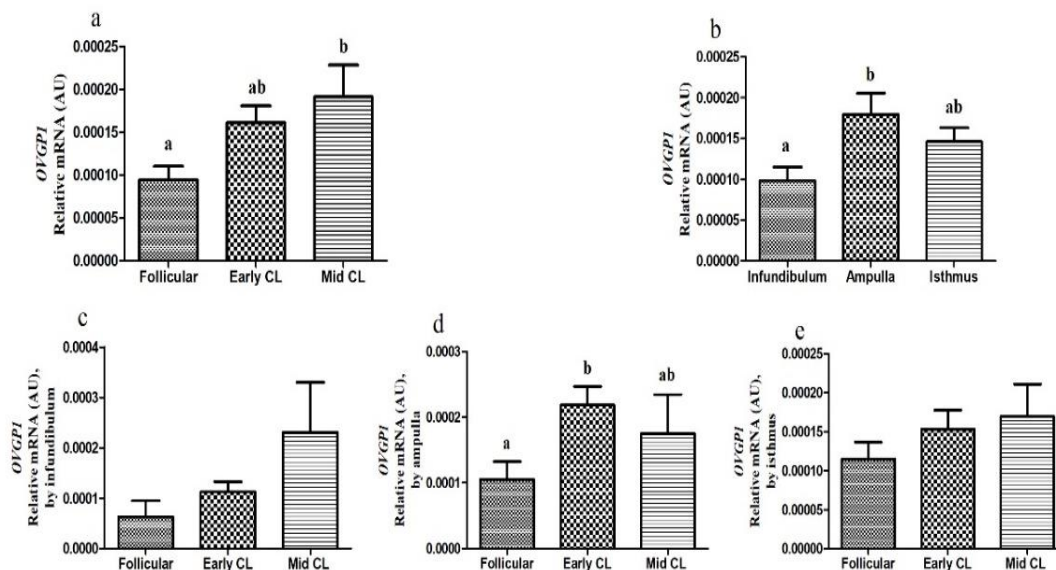 a
OVGP1
Relative mRNA (AU)
0.00025
0.00020
0.00015
0.00010
0.00005
0.00000
a
ab
b
Follicular Early CL Mid CL
b
OVGP1
Relative mRNA (AU)
0.00025
0.00020
0.00015
0.00010
0.00005
0.00000
a
b
ab
Infundibulum Ampulla Isthmus
c
OVGP1
Relative mRNA (AU),
by infundibulum
0.0004
0.0003
0.0002
0.0001
0.0000
Follicular Early CL Mid CL
d
OVGP1
Relative mRNA (AU),
by ampulla
0.0003
0.0002
0.0001
0.0000
a
b
ab
Follicular Early CL Mid CL
e
OVGP1
Relative mRNA (AU),
by isthmus
0.00025
0.00020
0.00015
0.00010
0.00005
0.00000
Follicular Early CL Mid CL